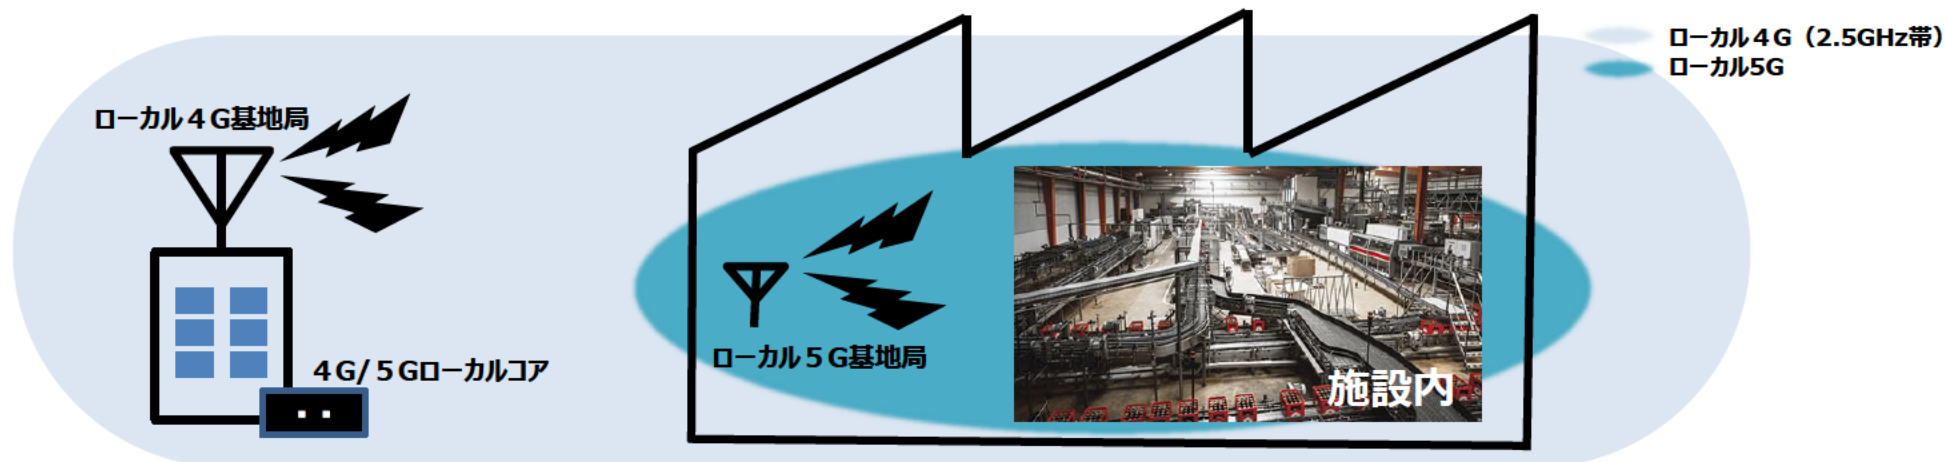 ローカル４G（2.5GHz帯）
ローカル5G
ローカル４G基地局
４G/５Gローカルコア
ローカル５G基地局
施設内